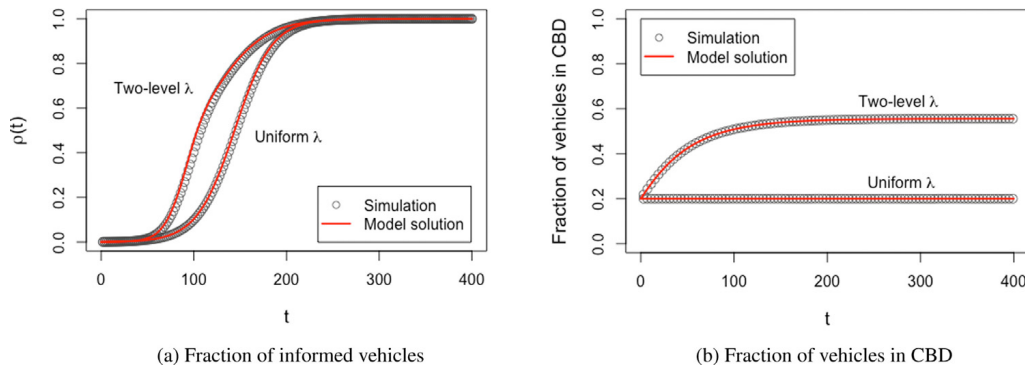 ρ(t)
0.0 0.2 0.4 0.6 0.8 1.0
Two-level λ
Uniform λ
Simulation
Model solution
0 100 200 300 400
t
(a) Fraction of informed vehicles
Fraction of vehicles in CBD
0.0 0.2 0.4 0.6 0.8 1.0
Simulation
Model solution
Two-level λ
Uniform λ
0 100 200 300 400
t
(b) Fraction of vehicles in CBD